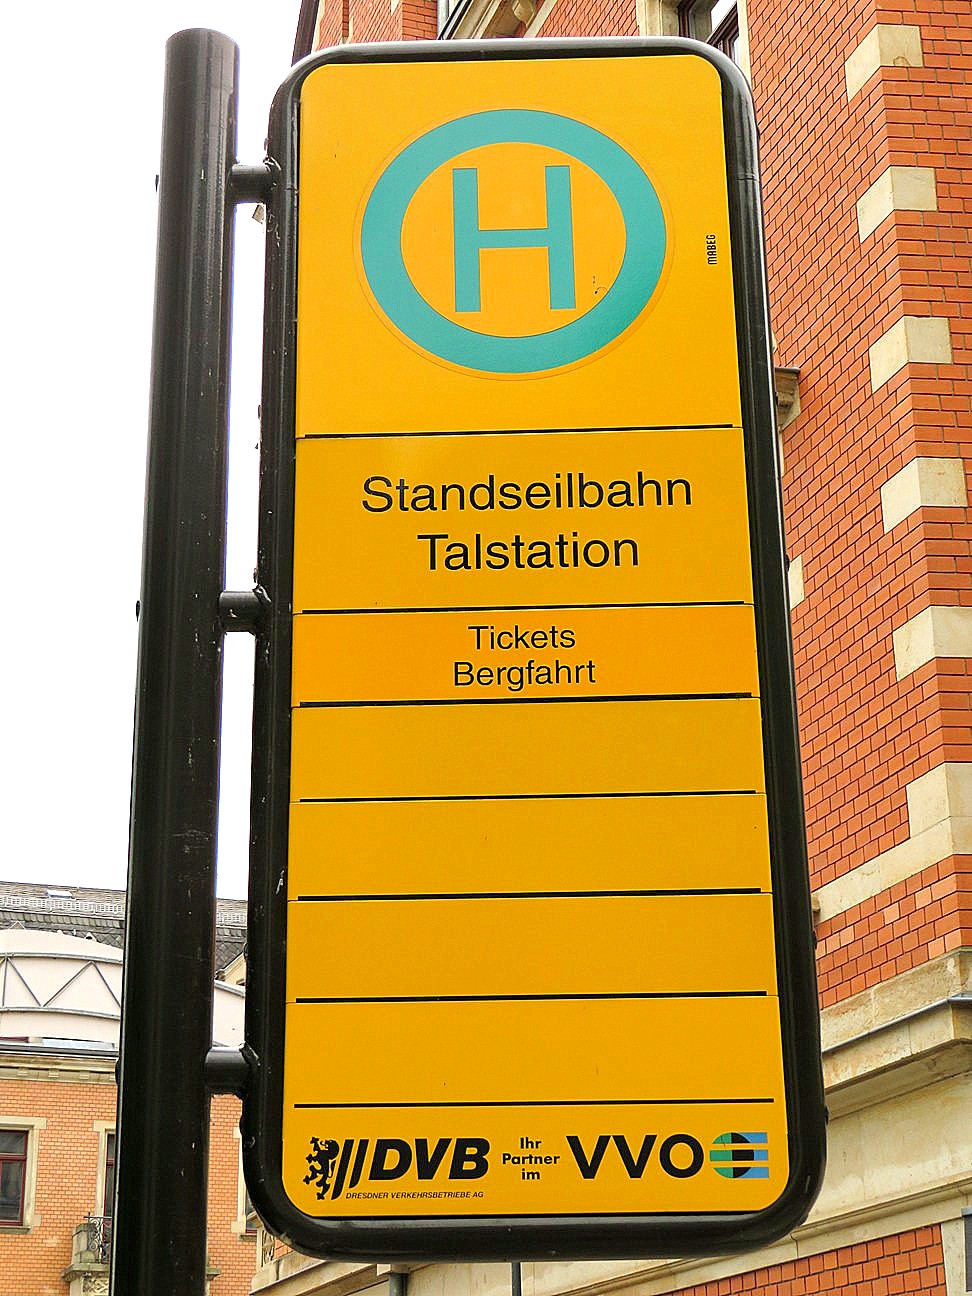 H
MABEG
Standseilbahn
Talstation
Tickets
Bergfahrt
DVB
DRESDNER VERKEHRSBETRIEBE AG
Ihr
Partner
im
VVO